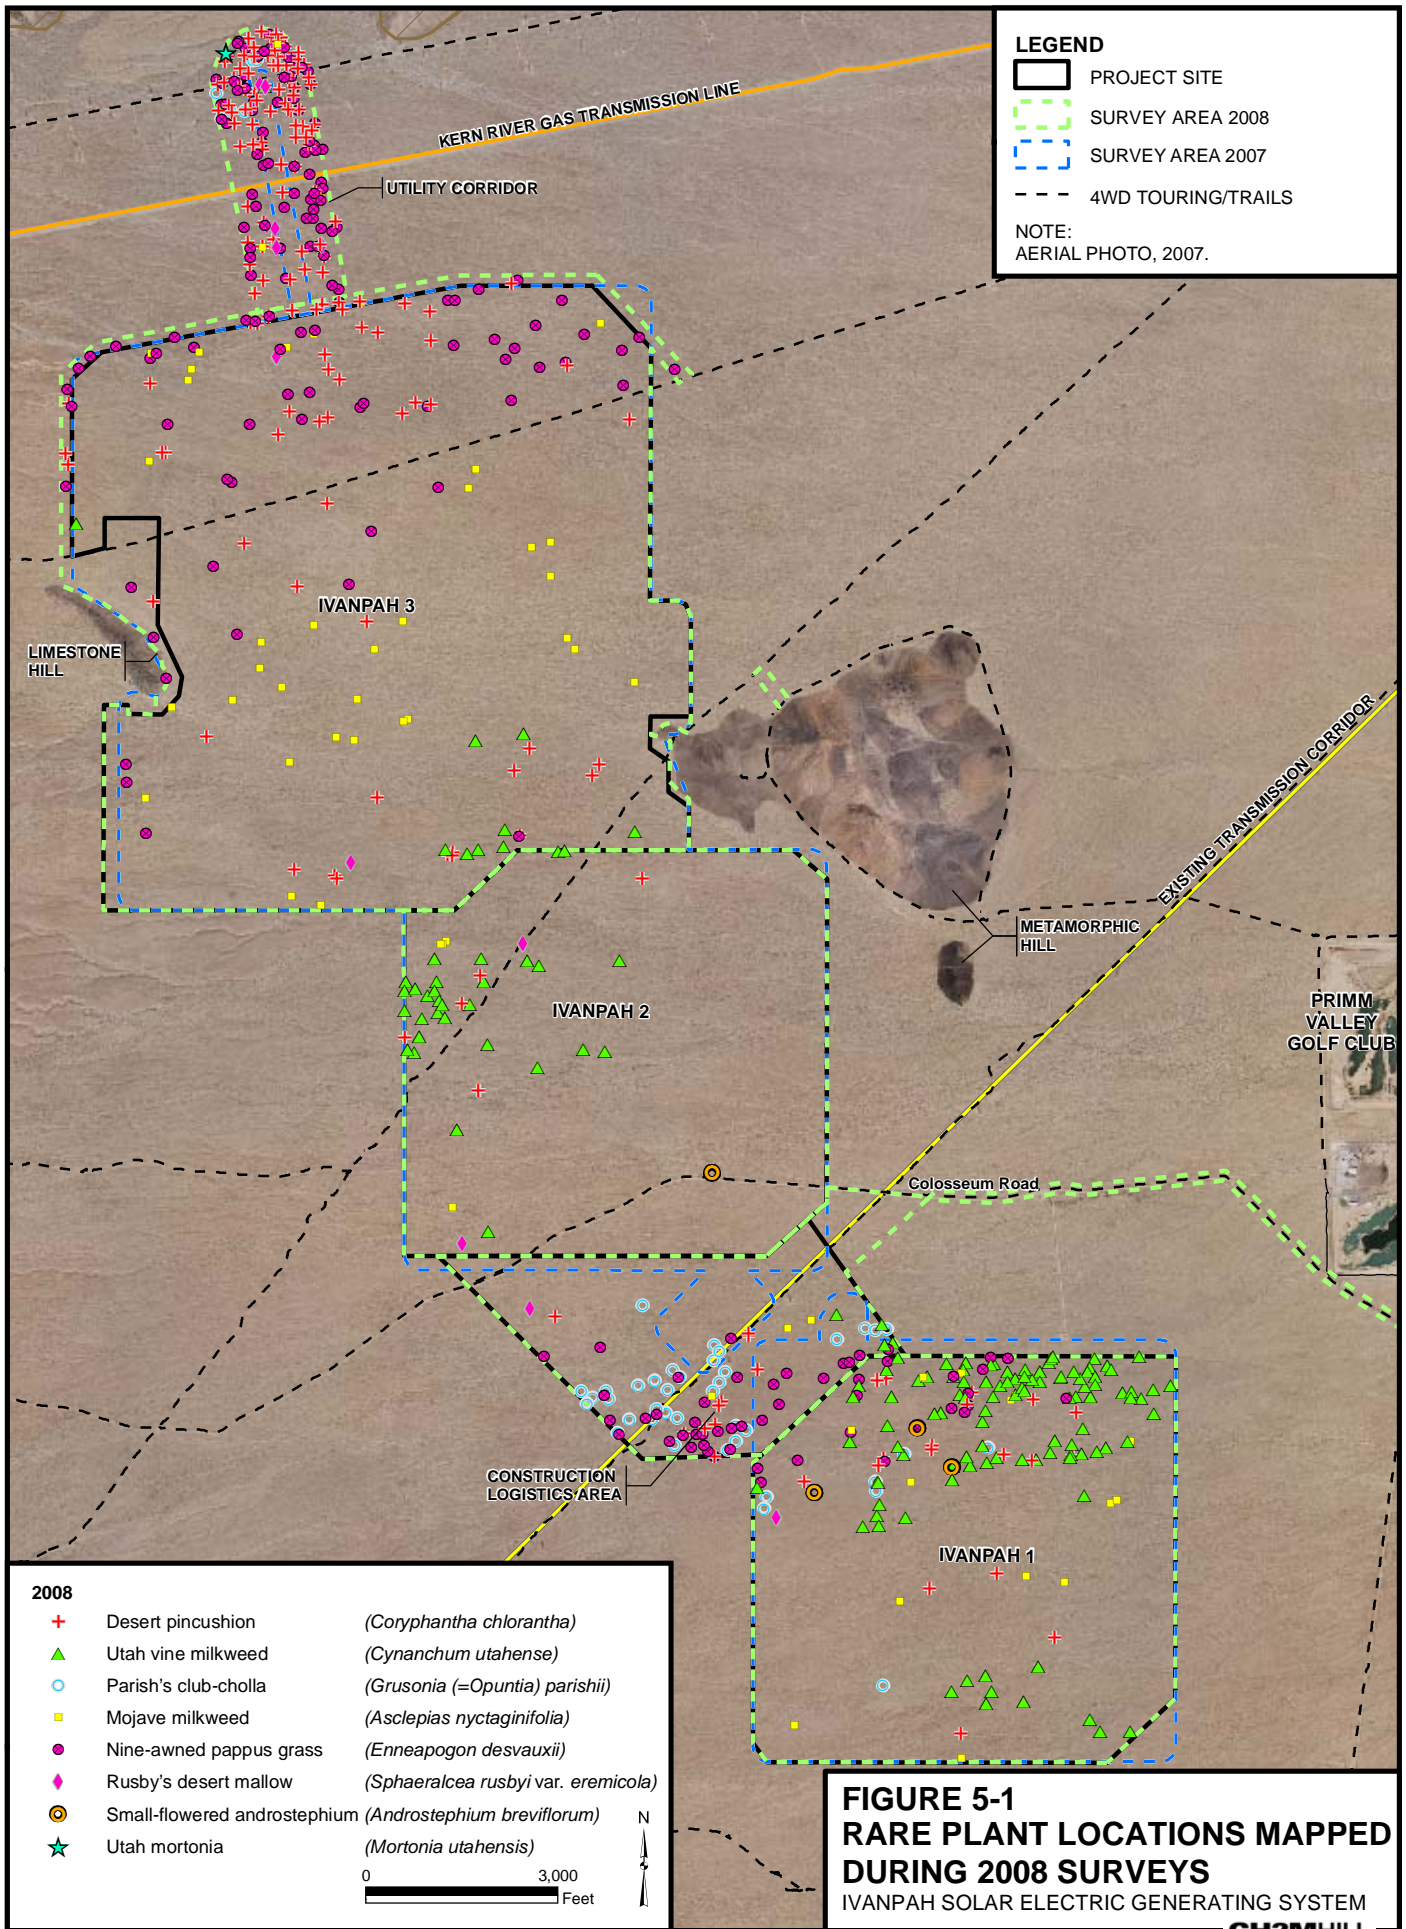 LEGEND
PROJECT SITE
SURVEY AREA 2008
SURVEY AREA 2007
4WD TOURING/TRAILS
NOTE:
AERIAL PHOTO, 2007.
KERN RIVER GAS TRANSMISSION LINE
UTILITY CORRIDOR
IVANPAH 3
LIMESTONE
HILL
EXISTING TRANSMISSION CORRIDOR
METAMORPHIC
HILL
IVANPAH 2
PRIMM
VALLEY
GOLF CLUB
Colosseum Road
CONSTRUCTION
LOGISTICS AREA
IVANPAH 1
2008
Desert pincushion (Coryphantha chlorantha)
Utah vine milkweed (Cynanchum utahense)
Parish's club-cholla (Grusonia (=Opuntia) parishii)
Mojave milkweed (Asclepias nyctaginifolia)
Nine-awned pappus grass (Enneapogon desvauxii)
Rusby's desert mallow (Sphaeralcea rusbyi var. eremicola)
Small-flowered androstephium (Androstephium breviflorum)
Utah mortonia (Mortonia utahensis)
N
0 3,000
Feet
FIGURE 5-1
RARE PLANT LOCATIONS MAPPED
DURING 2008 SURVEYS
IVANPAH SOLAR ELECTRIC GENERATING SYSTEM
CH2MHILL